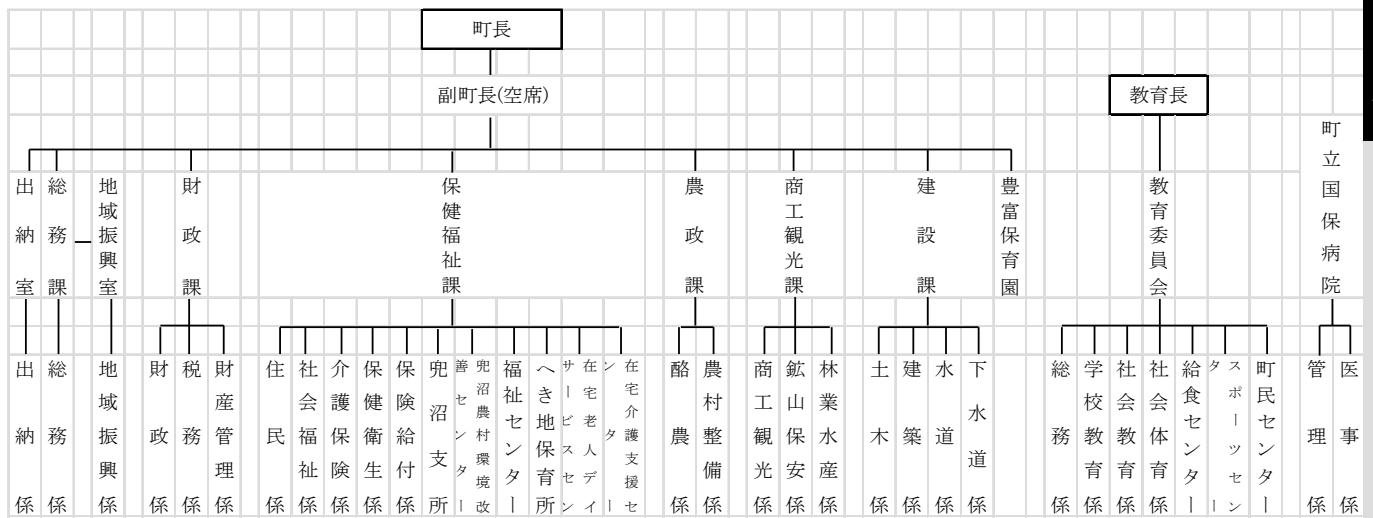 町長
副町長(空席)
教育長
出納室
総務課
地域振興室
財政課
保健福祉課
農政課
商工観光課
建設課
豊富保育園
教育委員会
町立国保病院
出納係
総務係
地域振興係
財政係
税務係
財産管理係
住民係
社会福祉係
介護保険係
保健衛生係
保険給付係
兜沼支所
兜沼農村環境改
善センター
福祉センター
へき地保育所
在宅老人デイ
サービスセン
在宅介護支援セ
ンター
酪農係
農村整備係
商工観光係
鉱山保安係
林業水産係
土木係
建築係
水道係
下水道係
総務係
学校教育係
社会教育係
社会体育係
給食センター
スポーツセン
ター
町民センター
管理係
医事係